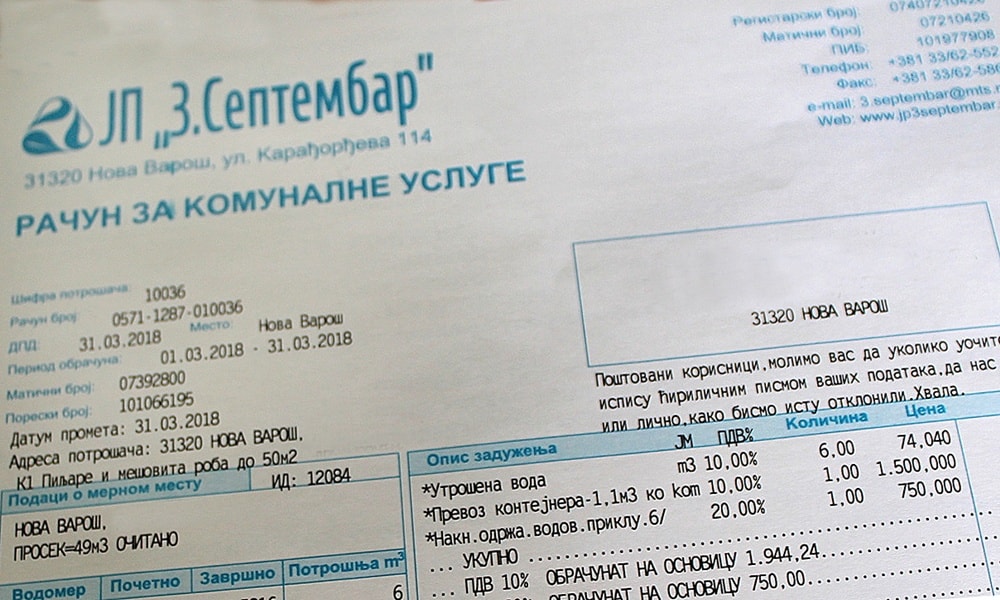 Регистарски број:
Матични број: 07210426
ПИБ: 101977908
Телефон: +381 33/62-552
Факс: +381 33/62-586
e-mail: 3.septembar@mts.r
Web: www.jp3septembar.
ЈП „3.Септембар"
31320 Нова Варош, ул. Карађорђева 114
РАЧУН ЗА КОМУНАЛНЕ УСЛУГЕ
Шифра потрошача: 10036
Рачун број: 0571-1287-010036
ДПД: 31.03.2018 Место: Нова Варош
Период обрачуна: 01.03.2018 - 31.03.2018
Матични број: 07392800
Порески број: 101066195
Датум промета: 31.03.2018
Адреса потрошача: 31320 НОВА ВАРОШ,
К1 Пиљаре и мешовита роба до 50м2
Подаци о мерном месту ИД: 12084
НОВА ВАРОШ,
ПРОСЕК=49м3 ОЧИТАНО
Водомер Почетно Завршно Потрошња m³
6
31320 НОВА ВАРОШ
Поштовани корисници,молимо вас да уколико уочите
испису ћириличним писмом ваших података,да нас
или лично,како бисмо исту отклонили.Хвала.
Опис задужења ЈМ ПДВ% Количина Цена
*Утрошена вода m3 10,00% 6,00 74,040
*Превоз контејнера-1,1м3 ко kom 10,00% 1,00 1.500,000
*Накн.одржа.водов.приклу.б/ 20,00% 1,00 750,000
... УКУПНО ...
... ПДВ 10% ОБРАЧУНАТ НА ОСНОВИЦУ 1.944,24...
ОБРАЧУНАТ НА ОСНОВИЦУ 750,00...